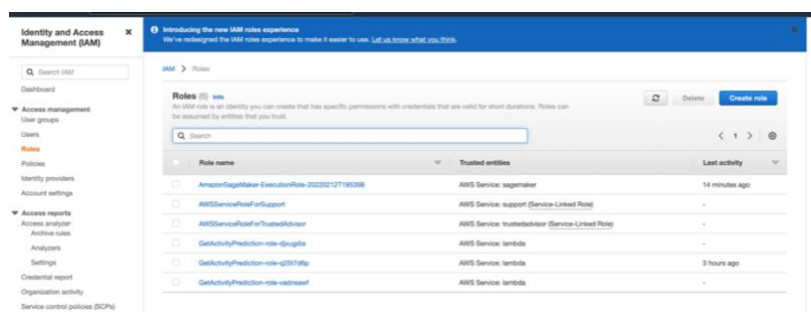 Identity and Access Management (IAM)
Search IAM
Dashboard
Access management
User groups
Users
Roles
Policies
Identity providers
Account settings
Access reports
Access analyzer
Archive rules
Analyzers
Settings
Credential report
Organization activity
Service control policies (SCPs)
Introducing the new IAM roles experience
We've redesigned the IAM roles experience to make it easier to use. Let us know what you think.
IAM > Roles
Roles (6) Info
An IAM role is an identity you can create that has specific permissions with credentials that are valid for short durations. Roles can
be assumed by entities that you trust.
Delete
Create role
Search
1
Role name Trusted entities Last activity
AmazonSageMaker-ExecutionRole-20220212T195398 AWS Service: sagemaker 14 minutes ago
AWSServiceRoleForSupport AWS Service: support (Service-Linked Role) -
AWSServiceRoleForTrustedAdvisor AWS Service: trustedadvisor (Service-Linked Role) -
GetActivityPrediction-role-djxugdia AWS Service: lambda -
GetActivityPrediction-role-q25t7d6p AWS Service: lambda 3 hours ago
GetActivityPrediction-role-vadnsawf AWS Service: lambda -